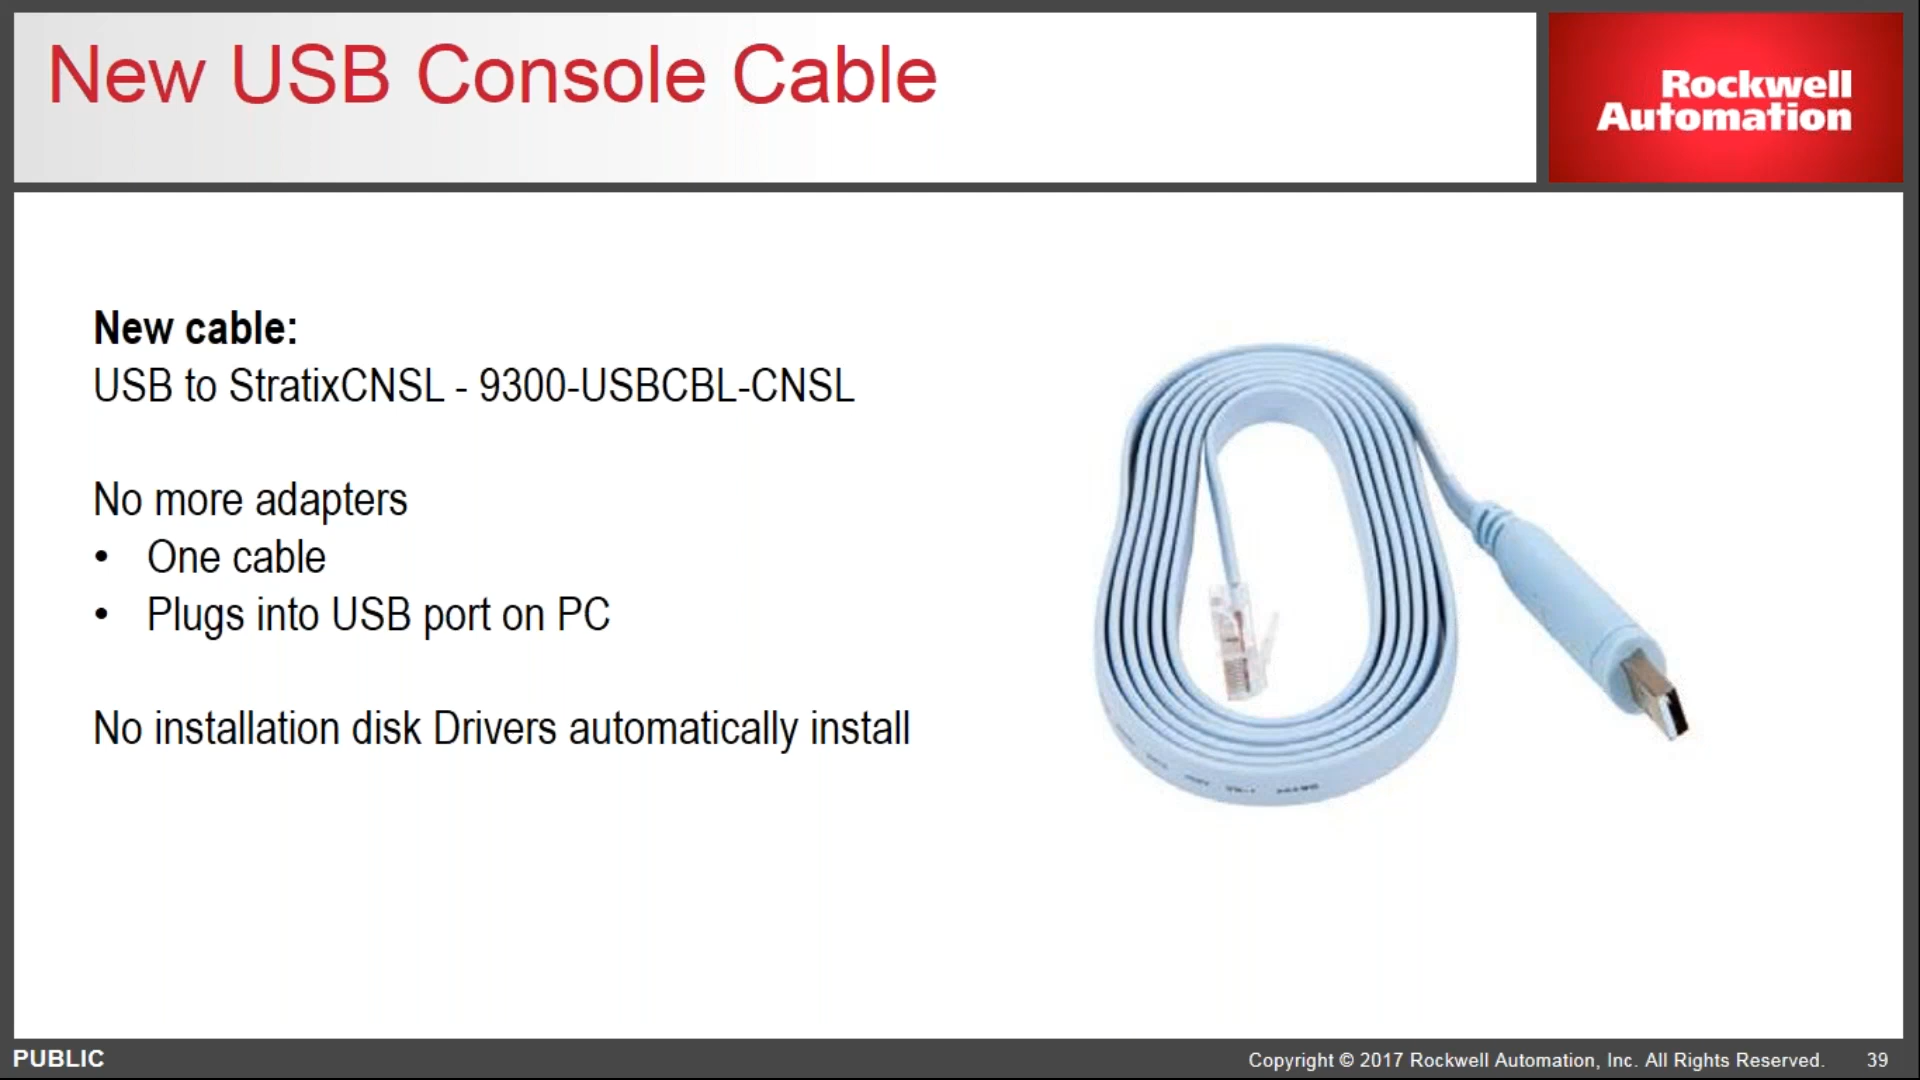 New USB Console Cable
Rockwell
Automation
New cable:
USB to StratixCNSL - 9300-USBCBL-CNSL
No more adapters
• One cable
• Plugs into USB port on PC
No installation disk Drivers automatically install
PUBLIC
Copyright © 2017 Rockwell Automation, Inc. All Rights Reserved.
39